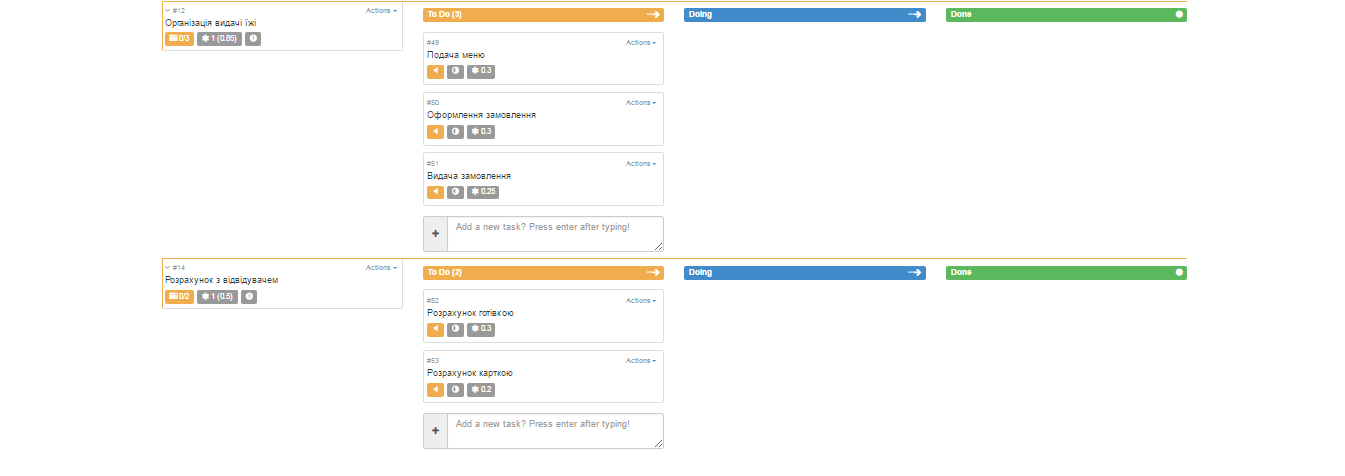 #12 Actions
Організація видачі їжі
0/3 1 (0.85)
To Do (3)
Doing
Done
#49 Actions
Подача меню
0.3
#50 Actions
Оформлення замовлення
0.3
#51 Actions
Видача замовлення
0.25
Add a new task? Press enter after typing!
#14 Actions
Розрахунок з відвідувачем
0/2 1 (0.5)
To Do (2)
Doing
Done
#52 Actions
Розрахунок готівкою
0.3
#53 Actions
Розрахунок карткою
0.2
Add a new task? Press enter after typing!